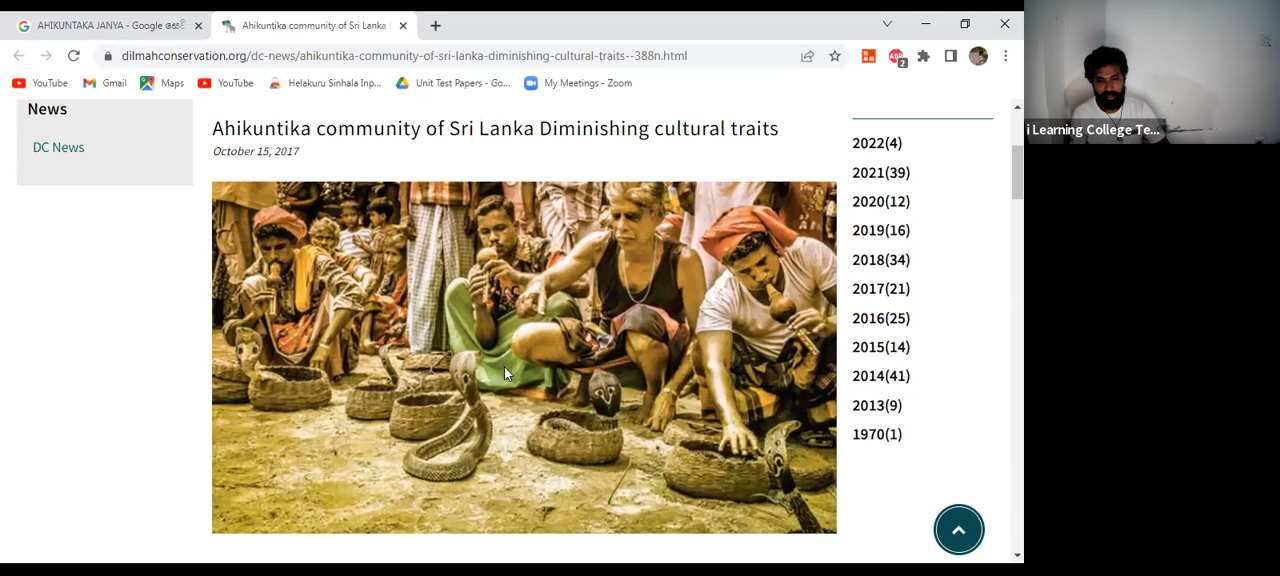 AHIKUNTAKA JANYA - Google සෙවී
Ahikuntika community of Sri Lanka
dilmahconservation.org/dc-news/ahikuntika-community-of-sri-lanka-diminishing-cultural-traits--388n.html
ABP
2
YouTube
Gmail
Maps
YouTube
Helakuru Sinhala Inp...
Unit Test Papers - Go...
My Meetings - Zoom
News
DC News
Ahikuntika community of Sri Lanka Diminishing cultural traits
October 15, 2017
2022(4)
2021(39)
2020(12)
2019(16)
2018(34)
2017(21)
2016(25)
2015(14)
2014(41)
2013(9)
1970(1)
i Learning College Te...